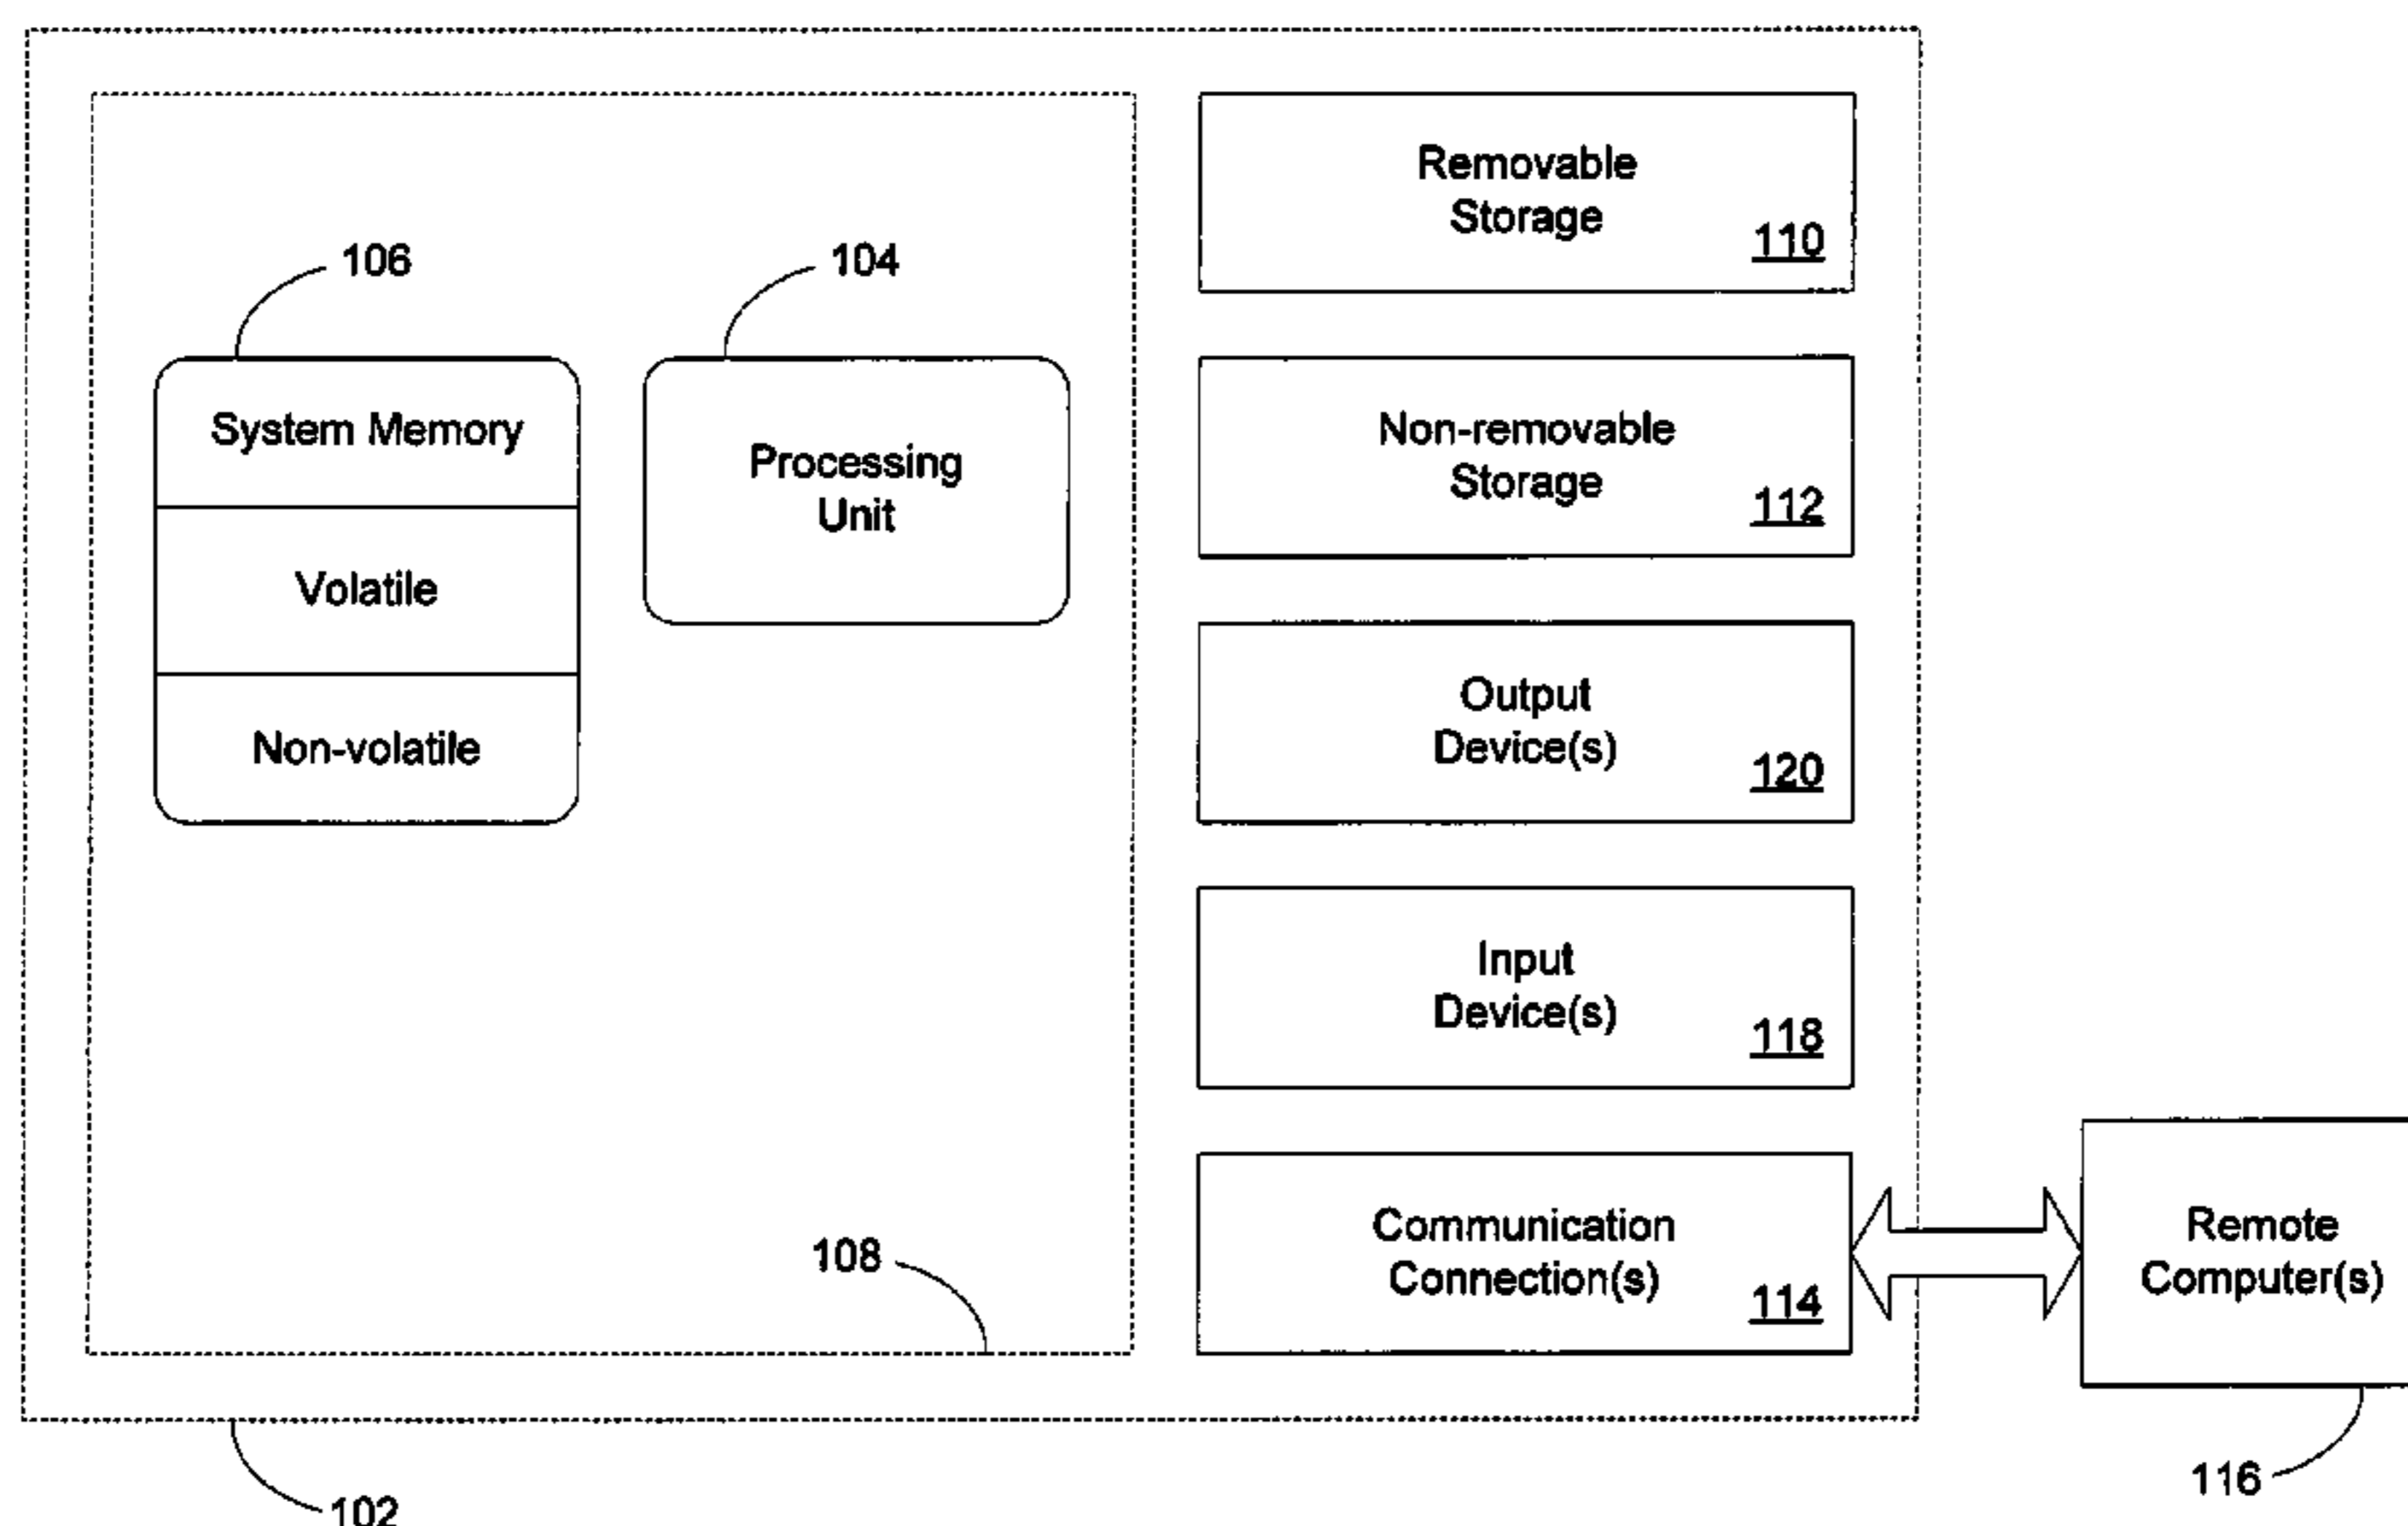 106
System Memory
Volatile
Non-volatile
104
Processing
Unit
108
102
Removable
Storage
110
Non-removable
Storage
112
Output
Device(s)
120
Input
Device(s)
118
Communication
Connection(s)
114
Remote
Computer(s)
116